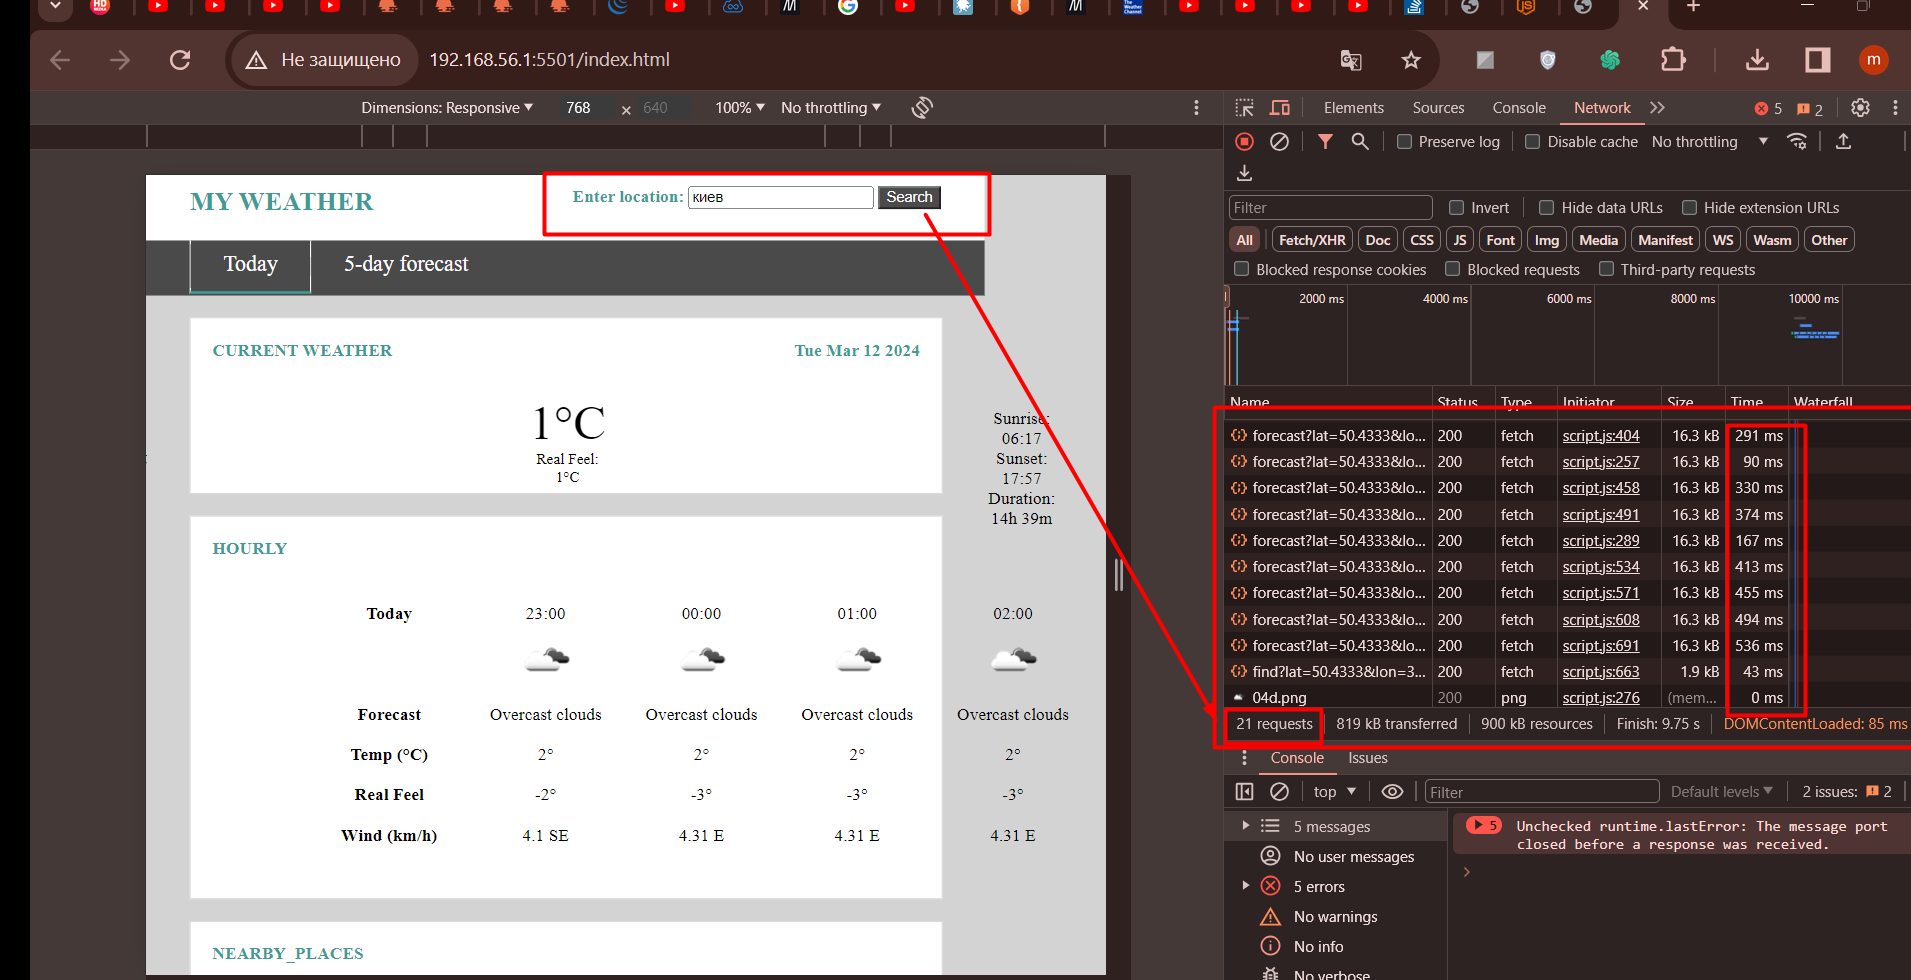 HD
M
G
M
The Weather Channel
JS
Не защищено
192.168.56.1:5501/index.html
m
Dimensions: Responsive
768
×
640
100%
No throttling
Elements
Sources
Console
Network
5
2
Preserve log
Disable cache
No throttling
Filter
Invert
Hide data URLs
Hide extension URLs
All
Fetch/XHR
Doc
CSS
JS
Font
Img
Media
Manifest
WS
Wasm
Other
Blocked response cookies
Blocked requests
Third-party requests
2000 ms
4000 ms
6000 ms
8000 ms
10000 ms
Name Status Type Initiator Size Time Waterfall
forecast?lat=50.4333&lo... 200 fetch script.js:404 16.3 kB 291 ms
forecast?lat=50.4333&lo... 200 fetch script.js:257 16.3 kB 90 ms
forecast?lat=50.4333&lo... 200 fetch script.js:458 16.3 kB 330 ms
forecast?lat=50.4333&lo... 200 fetch script.js:491 16.3 kB 374 ms
forecast?lat=50.4333&lo... 200 fetch script.js:289 16.3 kB 167 ms
forecast?lat=50.4333&lo... 200 fetch script.js:534 16.3 kB 413 ms
forecast?lat=50.4333&lo... 200 fetch script.js:571 16.3 kB 455 ms
forecast?lat=50.4333&lo... 200 fetch script.js:608 16.3 kB 494 ms
forecast?lat=50.4333&lo... 200 fetch script.js:691 16.3 kB 536 ms
find?lat=50.4333&lon=3... 200 fetch script.js:663 1.9 kB 43 ms
04d.png 200 png script.js:276 (mem... 0 ms
21 requests
819 kB transferred
900 kB resources
Finish: 9.75 s
DOMContentLoaded: 85 ms
Console
Issues
top
Filter
Default levels
2 issues: 2
5 messages
No user messages
5 errors
No warnings
No info
No verbose
5 Unchecked runtime.lastError: The message port
closed before a response was received.
MY WEATHER
Enter location:
киев
Search
Today
5-day forecast
CURRENT WEATHER
Tue Mar 12 2024
1°C
Real Feel:
1°C
Sunrise:
06:17
Sunset:
17:57
Duration:
14h 39m
HOURLY
Today 23:00 00:00 01:00 02:00
Forecast Overcast clouds Overcast clouds Overcast clouds Overcast clouds
Temp (°C) 2° 2° 2° 2°
Real Feel -2° -3° -3° -3°
Wind (km/h) 4.1 SE 4.31 E 4.31 E 4.31 E
NEARBY_PLACES